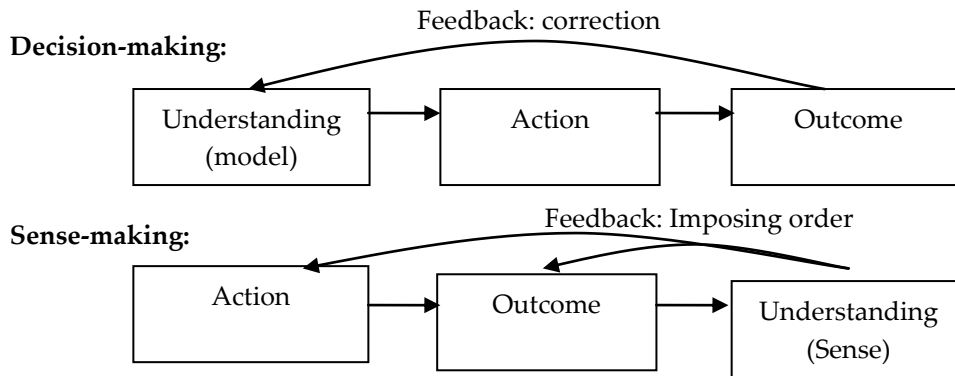 Feedback: correction
Decision-making:
Understanding
(model)
Action
Outcome
Feedback: Imposing order
Sense-making:
Action
Outcome
Understanding
(Sense)